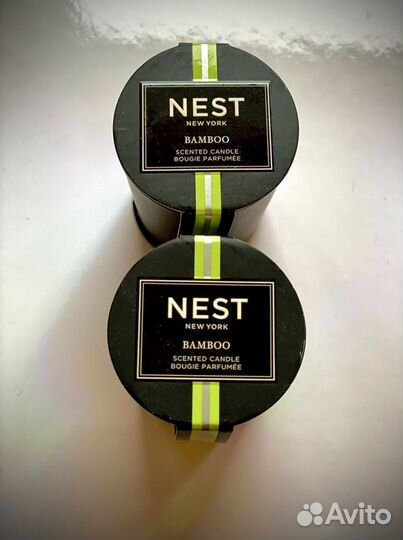 NEST
NEW YORK
BAMBOO
SCENTED CANDLE
BOUGIE PARFUMÉE
NEST
NEW YORK
BAMBOO
SCENTED CANDLE
BOUGIE PARFUMÉE
Avito